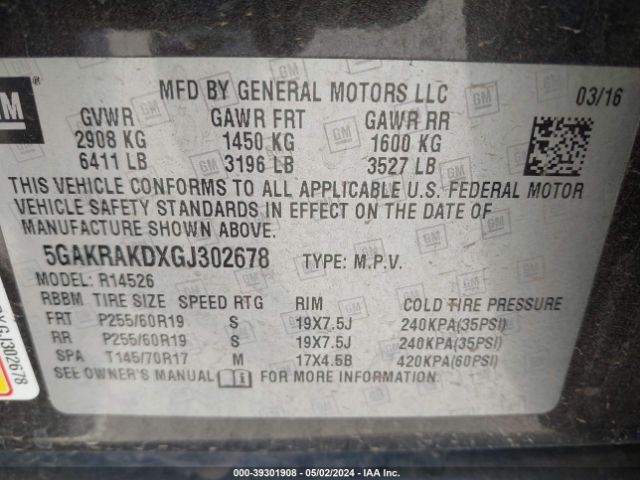 GM
®
MFD BY GENERAL MOTORS LLC 03/16
GVWR GAWR FRT GAWR RR
2908 KG 1450 KG 1600 KG
6411 LB 3196 LB 3527 LB
THIS VEHICLE CONFORMS TO ALL APPLICABLE U.S. FEDERAL MOTOR
VEHICLE SAFETY STANDARDS IN EFFECT ON THE DATE OF
MANUFACTURE SHOWN ABOVE.
5GAKRAKDXGJ302678 TYPE: M.P.V.
MODEL: R14526
RBBM TIRE SIZE SPEED RTG RIM COLD TIRE PRESSURE
FRT P255/60R19 S 19X7.5J 240KPA(35PSI)
RR P255/60R19 S 19X7.5J 240KPA(35PSI)
SPA T145/70R17 M 17X4.5B 420KPA(60PSI)
SEE OWNER'S MANUAL FOR MORE INFORMATION.
XGJ302678
000-39301908 - 05/02/2024 - IAA Inc.